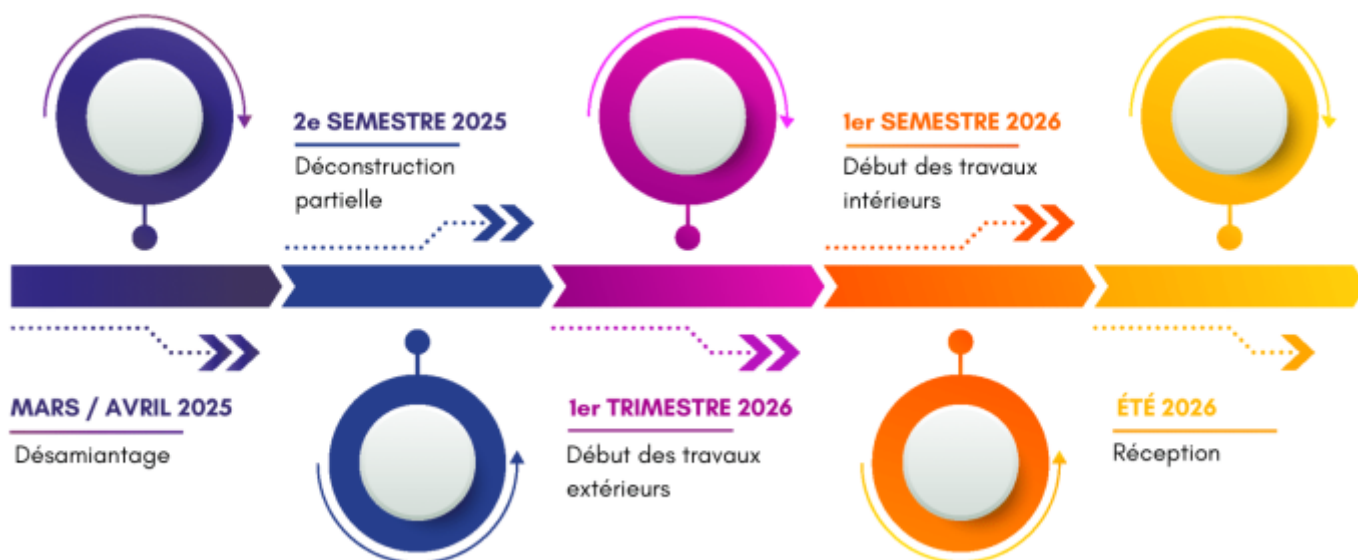 MARS / AVRIL 2025
Désamiantage
2e SEMESTRE 2025
Déconstruction
partielle
1er TRIMESTRE 2026
Début des travaux
extérieurs
1er SEMESTRE 2026
Début des travaux
intérieurs
ÉTÉ 2026
Réception